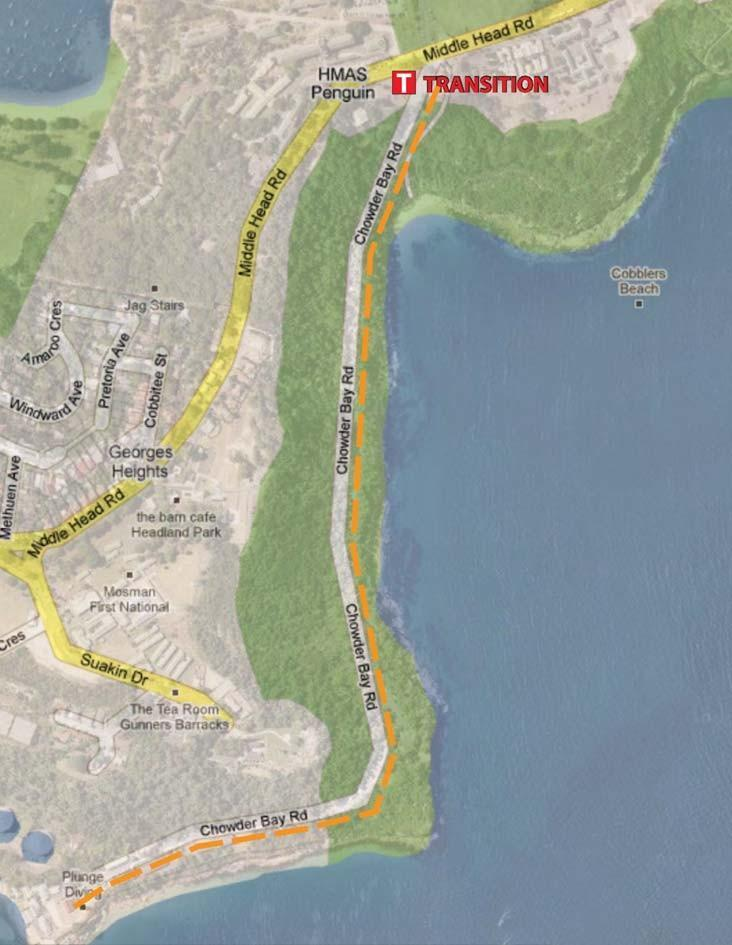 Middle Head Rd
HMAS
Penguin
T TRANSITION
Chowder Bay Rd
Middle Head Rd
Cobblers
Beach
Jag Stairs
Amaroo Cres
Pretoria Ave
Cobbitee St
Windward Ave
Chowder Bay Rd
Georges
Heights
Methuen Ave
Middle Head Rd
the barn cafe
Headland Park
Mosman
First National
Cres
Chowder Bay Rd
Suakin Dr
The Tea Room
Gunners Barracks
Chowder Bay Rd
Plunge
Diving